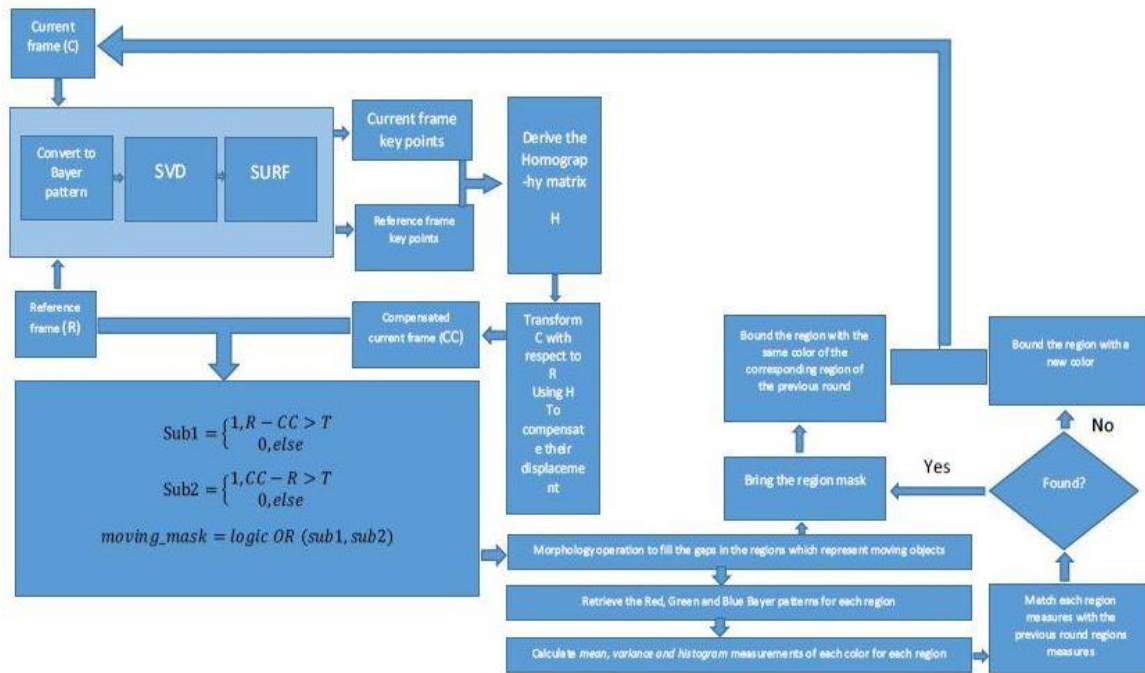 Current
frame (C)
Convert to
Bayer
pattern
SVD
SURF
Current frame
key points
Reference frame
key points
Derive the
Homograp
-hy matrix
H
Reference
frame (R)
Compensated
current frame (CC)
Transform
C with
respect to
R
Using H
To
compensat
e their
displaceme
nt
Sub1 = {1, R − CC > T
0, else
Sub2 = {1, CC − R > T
0, else
moving_mask = logic OR (sub1, sub2)
Morphology operation to fill the gaps in the regions which represent moving objects
Retrieve the Red, Green and Blue Bayer patterns for each region
Calculate mean, variance and histogram measurements of each color for each region
Match each region
measures with the
previous round regions
measures
Found?
Yes
No
Bring the region mask
Bound the region with the
same color of the
corresponding region of
the previous round
Bound the region with a
new color